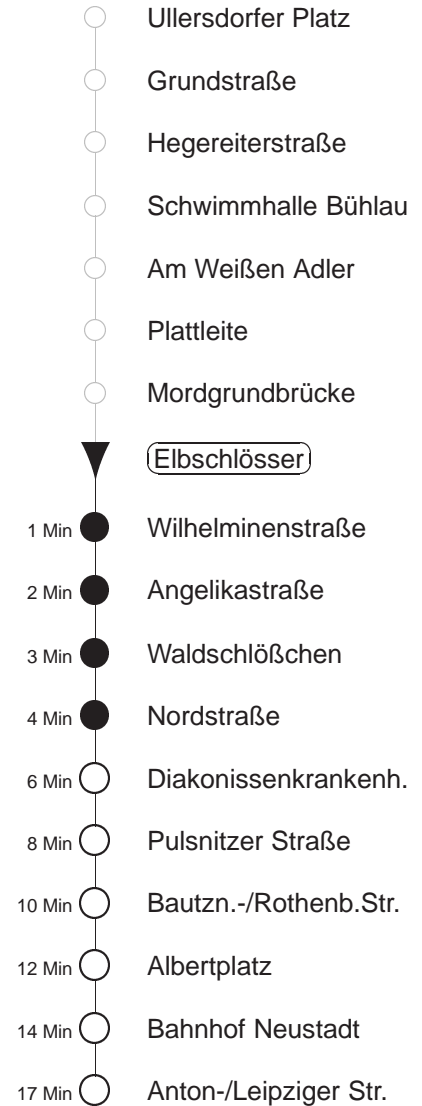 Ullersdorfer Platz
Grundstraße
Hegereiterstraße
Schwimmhalle Bühlau
Am Weißen Adler
Plattleite
Mordgrundbrücke
Elbschlösser
1 Min Wilhelminenstraße
2 Min Angelikastraße
3 Min Waldschlößchen
4 Min Nordstraße
6 Min Diakonissenkrankenh.
8 Min Pulsnitzer Straße
10 Min Bautzn.-/Rothenb.Str.
12 Min Albertplatz
14 Min Bahnhof Neustadt
17 Min Anton-/Leipziger Str.